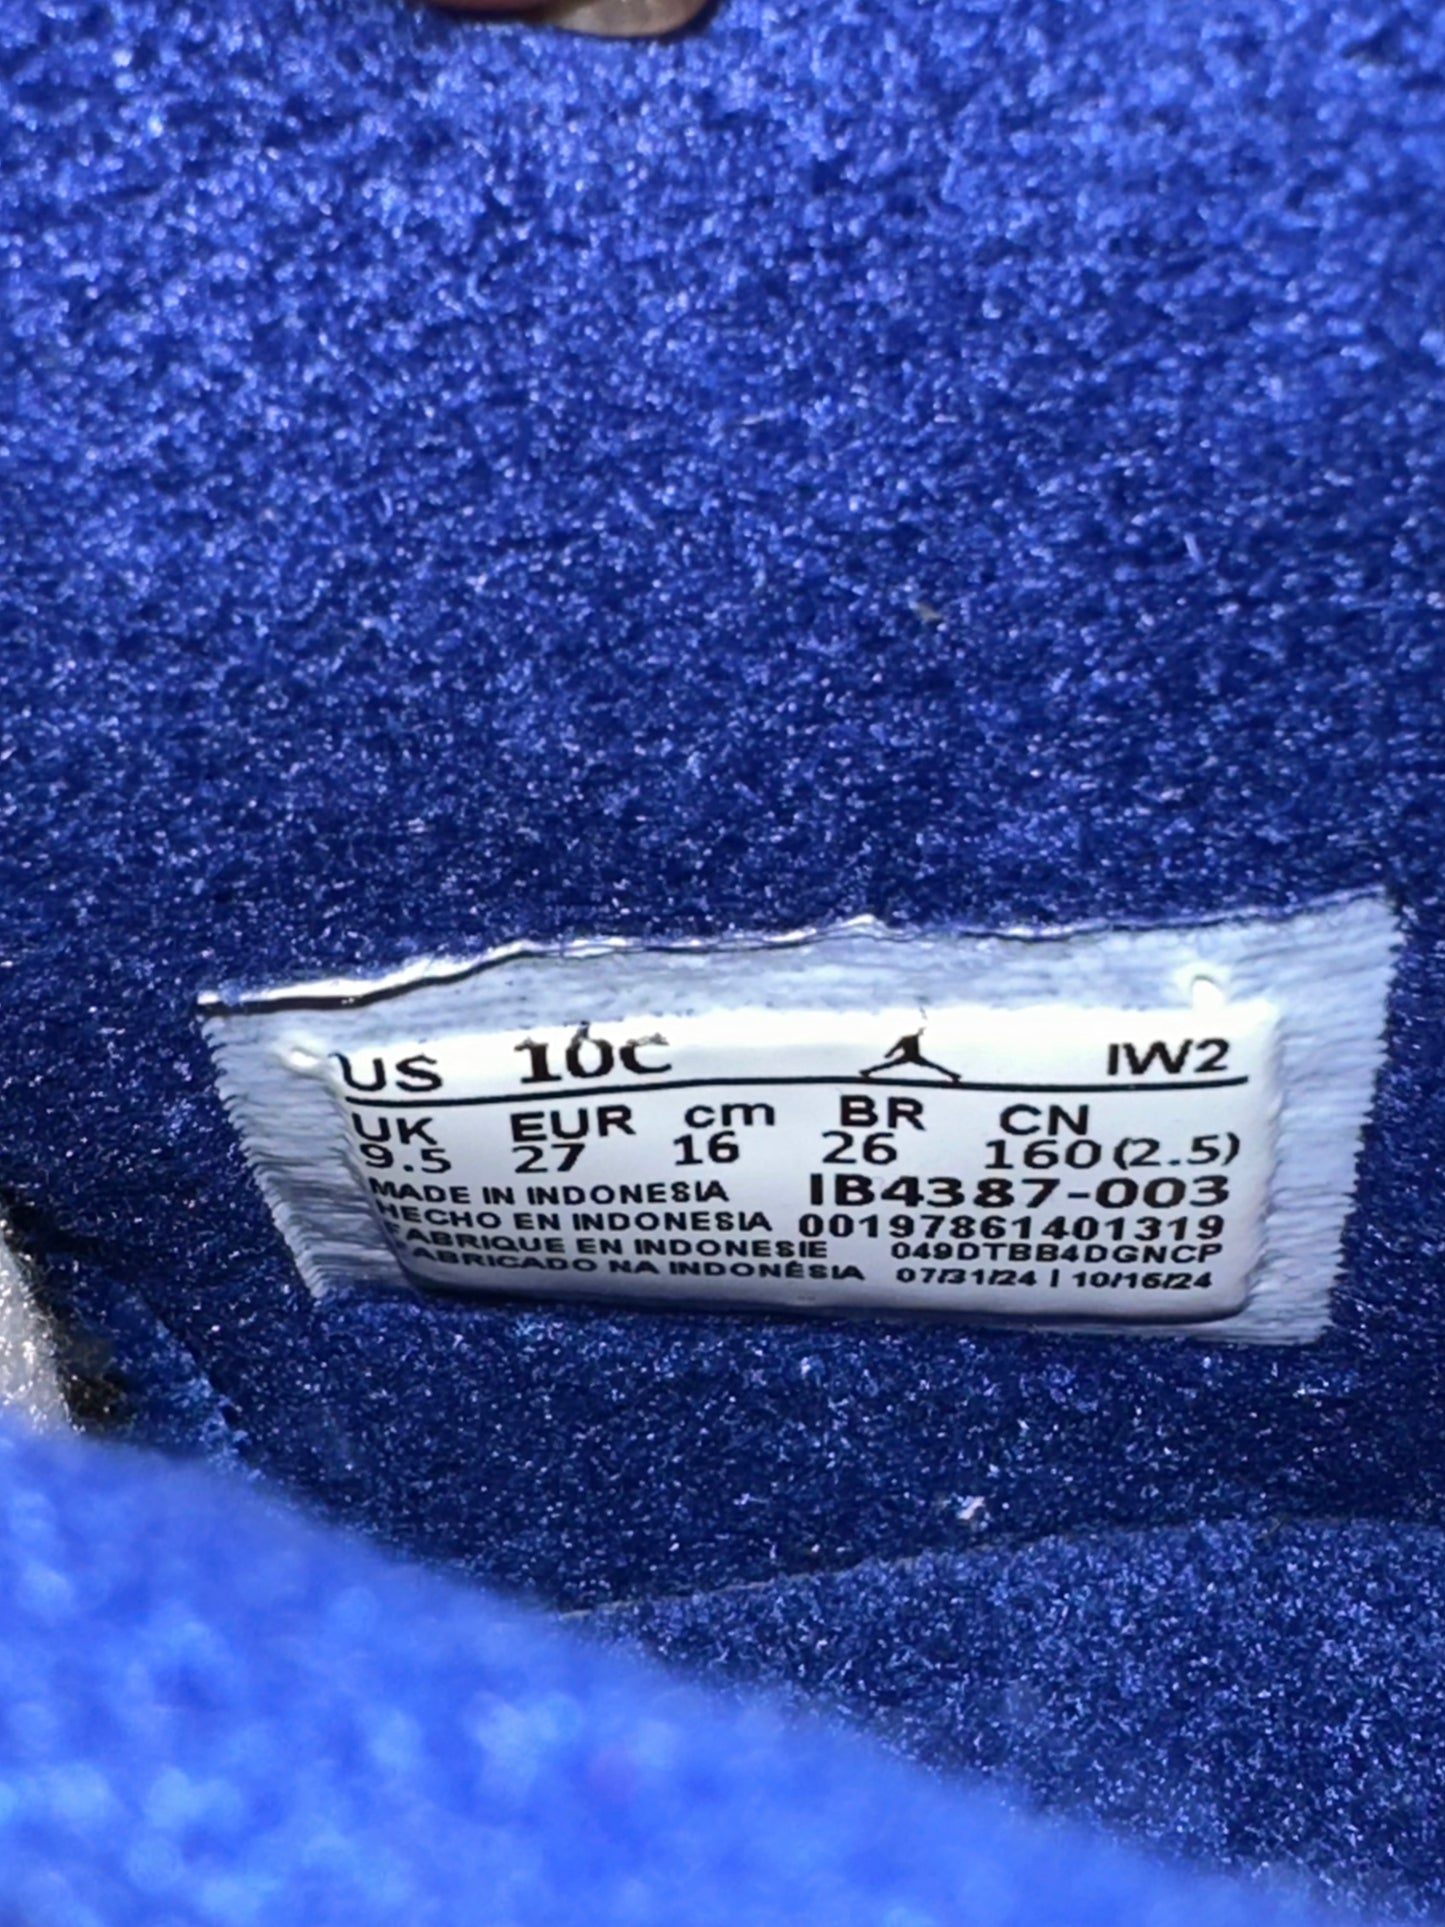 US 10C IW2
UK EUR cm BR CN
9.5 27 16 26 160(2.5)
MADE IN INDONESIA IB4387-003
HECHO EN INDONESIA 00197861401319
FABRIQUE EN INDONESIE 049DTBB4DGNCP
FABRICADO NA INDONÉSIA 07/31/24 | 10/15/24